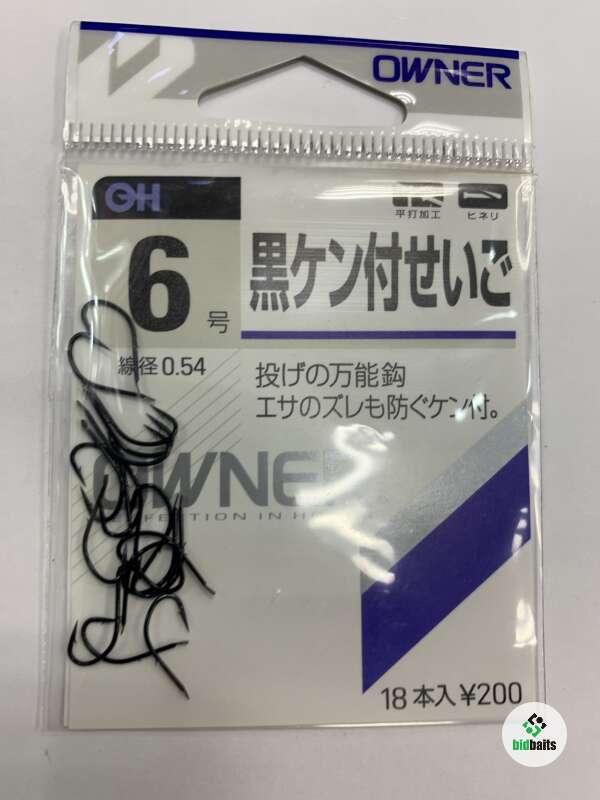 OWNER
OH
平打加工
ヒネリ
6号
黒ケン付せいご
線径0.54
投げの万能鈎
エサのズレも防ぐケン付。
OWNER
IN
18本入¥200
bidbaits